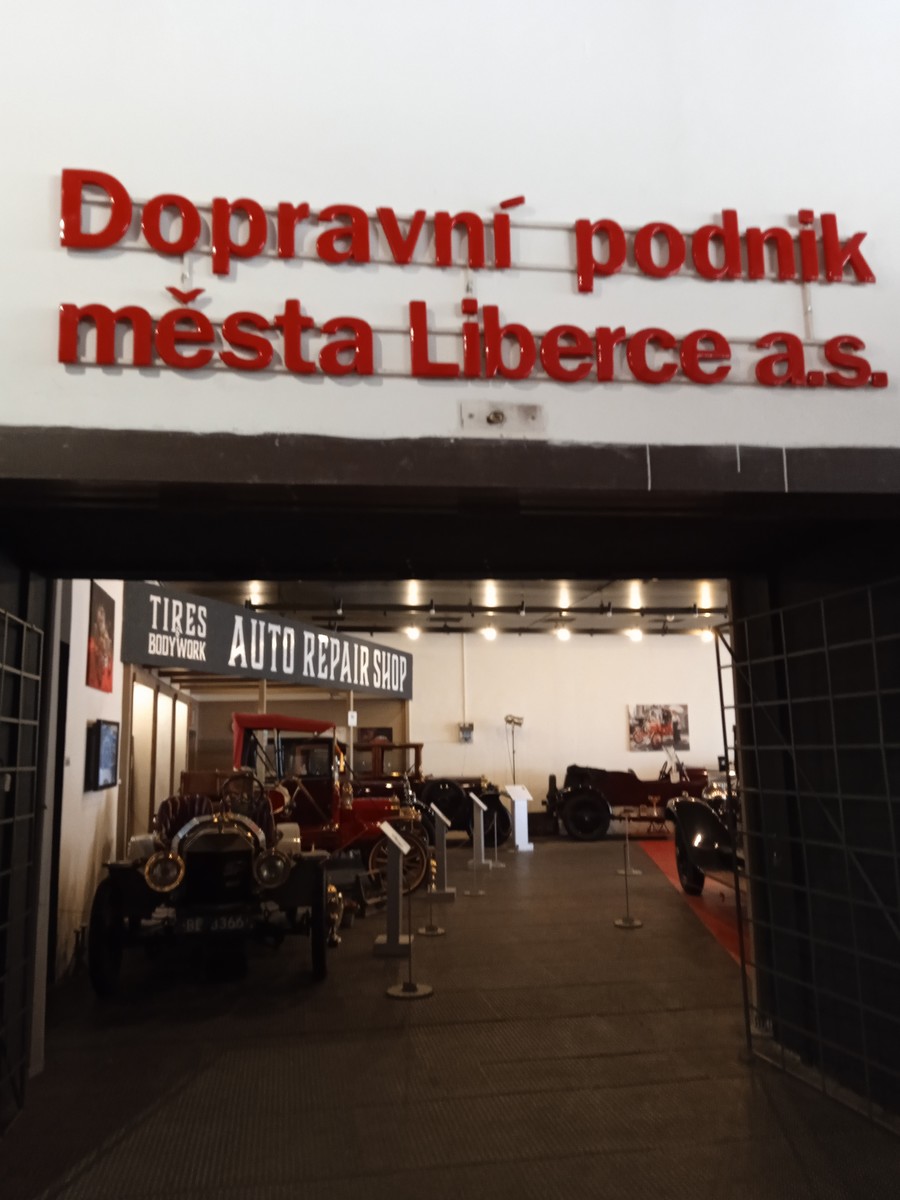 Dopravní podnik
města Liberce a.s.
TIRES
BODYWORK
AUTO REPAIR SHOP